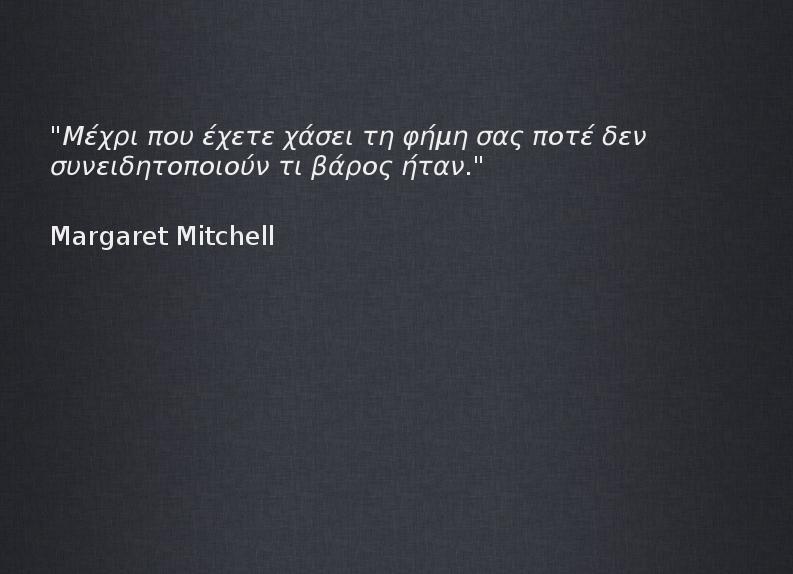 "Μέχρι που έχετε χάσει τη φήμη σας ποτέ δεν
συνειδητοποιούν τι βάρος ήταν."
Margaret Mitchell